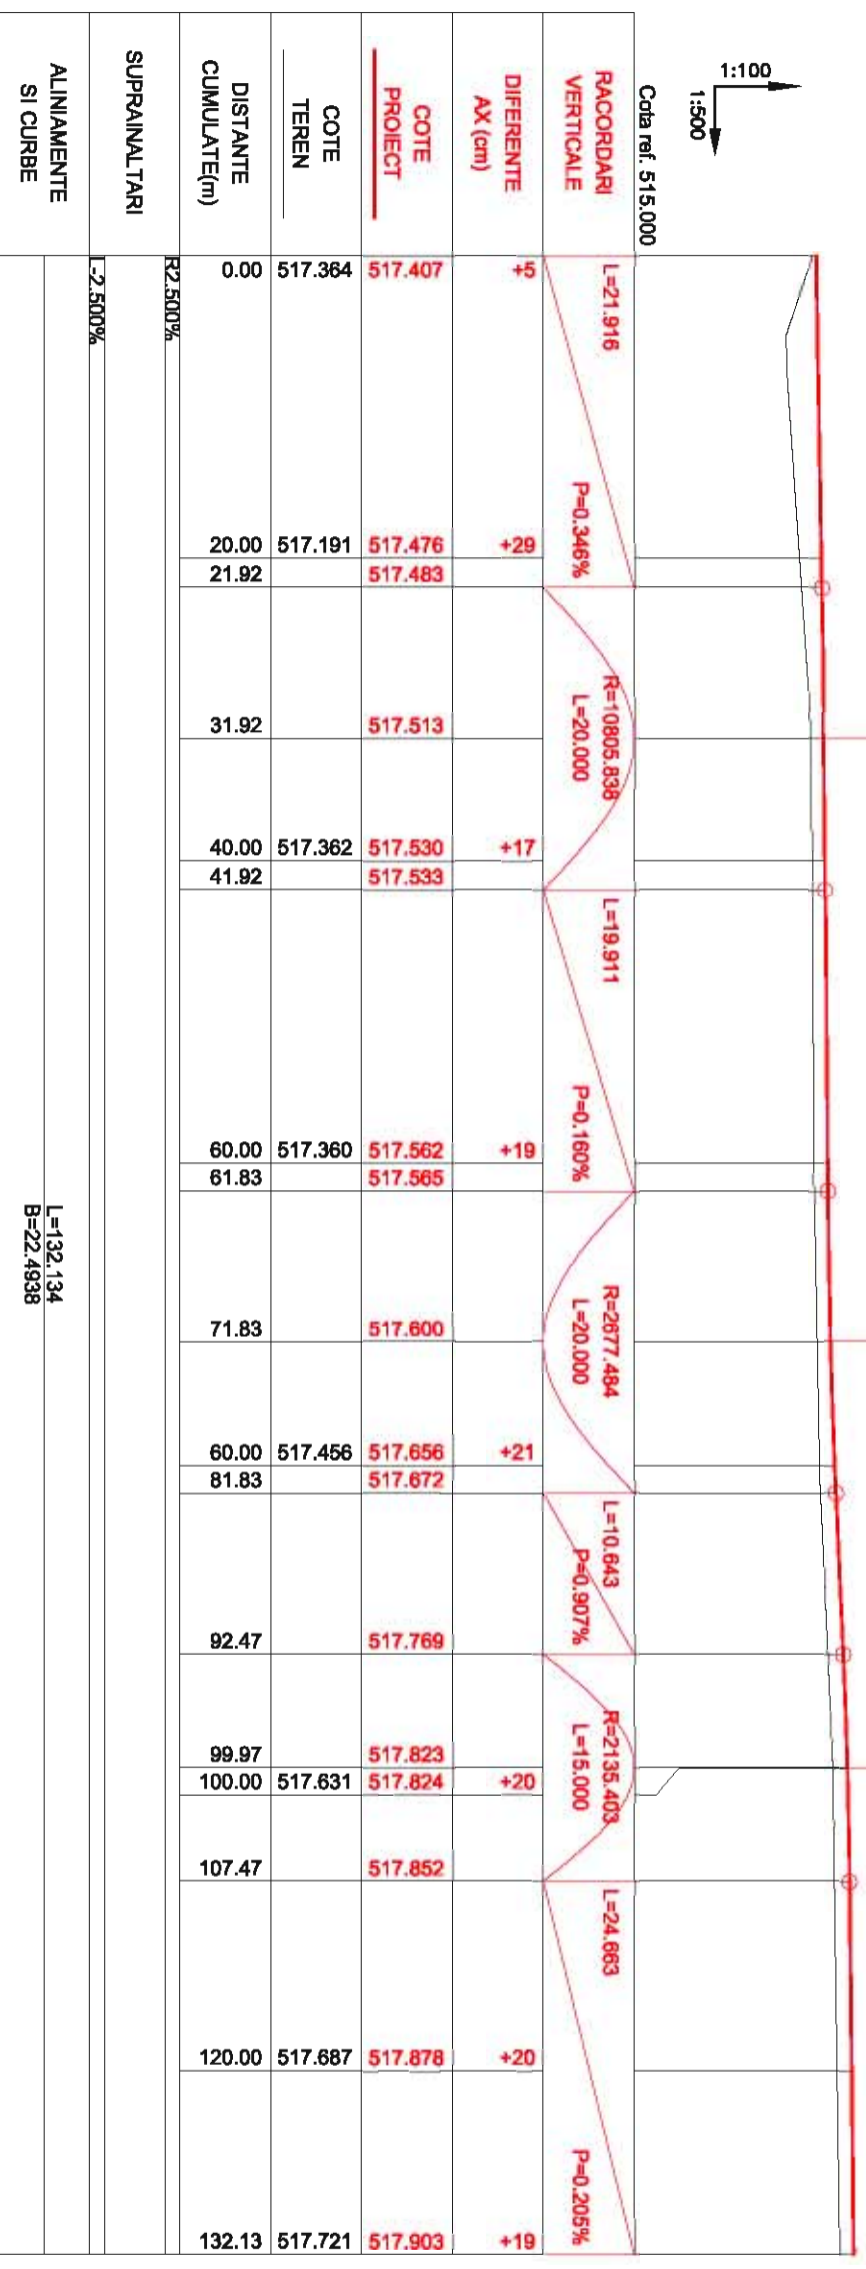 1:100
1:500
Cota ref. 515.000
RACORDARI
VERTICALE
L=21.916
P=0.346%
R=10805.838
L=20.000
L=19.911
P=0.160%
R=2677.484
L=20.000
L=10.643
P=0.907%
R=2135.403
L=15.000
L=24.663
P=0.205%
DIFERENTE
AX (cm)
+5
+29
+17
+19
+21
+20
+20
+19
COTE
PROIECT
517.407
517.476
517.483
517.513
517.530
517.533
517.562
517.565
517.600
517.656
517.672
517.769
517.823
517.824
517.852
517.878
517.903
COTE
TEREN
517.364
517.191
517.362
517.360
517.456
517.631
517.687
517.721
DISTANTE
CUMULATE(m)
0.00
20.00
21.92
31.92
40.00
41.92
60.00
61.83
71.83
60.00
81.83
92.47
99.97
100.00
107.47
120.00
132.13
SUPRAINALTARI
R2.500%
L-2.500%
ALINIAMENTE
SI CURBE
L=132.134
B=22.4938